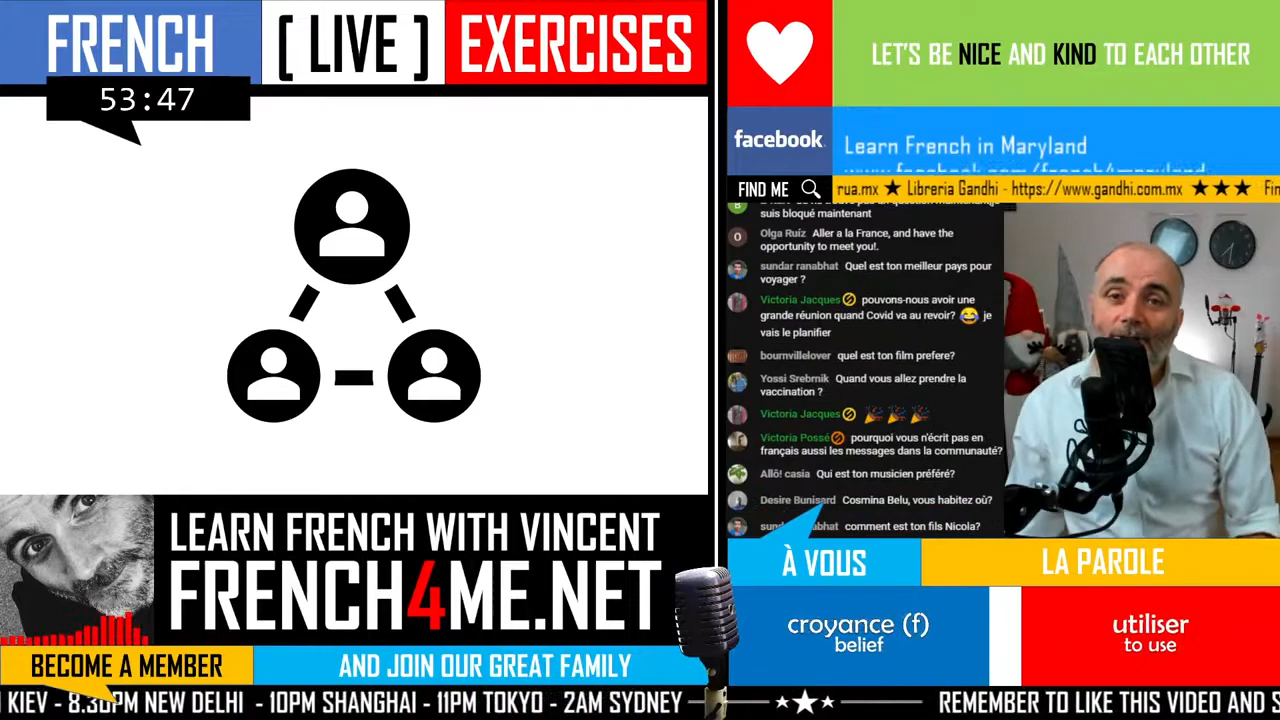 FRENCH [ LIVE ] EXERCISES
53:47
LET'S BE NICE AND KIND TO EACH OTHER
facebook.
Learn French in Maryland
www.facebook.com/french4maryland
FIND ME
rua.mx ★ Libreria Gandhi - https://www.gandhi.com.mx ★★★ Fin
suis bloqué maintenant
Olga Ruíz Aller a la France, and have the
opportunity to meet you!.
sundar ranabhat Quel est ton meilleur pays pour
voyager ?
Victoria Jacques pouvons-nous avoir une
grande réunion quand Covid va au revoir? 😂 je
vais le planifier
bournvillelover quel est ton film prefere?
Yossi Srebrnik Quand vous allez prendre la
vaccination ?
Victoria Jacques 🎉 🎉 🎉
Victoria Possé pourquoi vous n'écrit pas en
français aussi les messages dans la communauté?
Allô! casía Qui est ton musicien préféré?
Desire Bunisard Cosmina Belu, vous habitez où?
comment est ton fils Nicola?
À VOUS LA PAROLE
LEARN FRENCH WITH VINCENT
FRENCH4ME.NET
croyance (f)
belief
utiliser
to use
BECOME A MEMBER AND JOIN OUR GREAT FAMILY
KIEV - 8.30PM NEW DELHI - 10PM SHANGHAI - 11PM TOKYO - 2AM SYDNEY - ★ - REMEMBER TO LIKE THIS VIDEO AND S